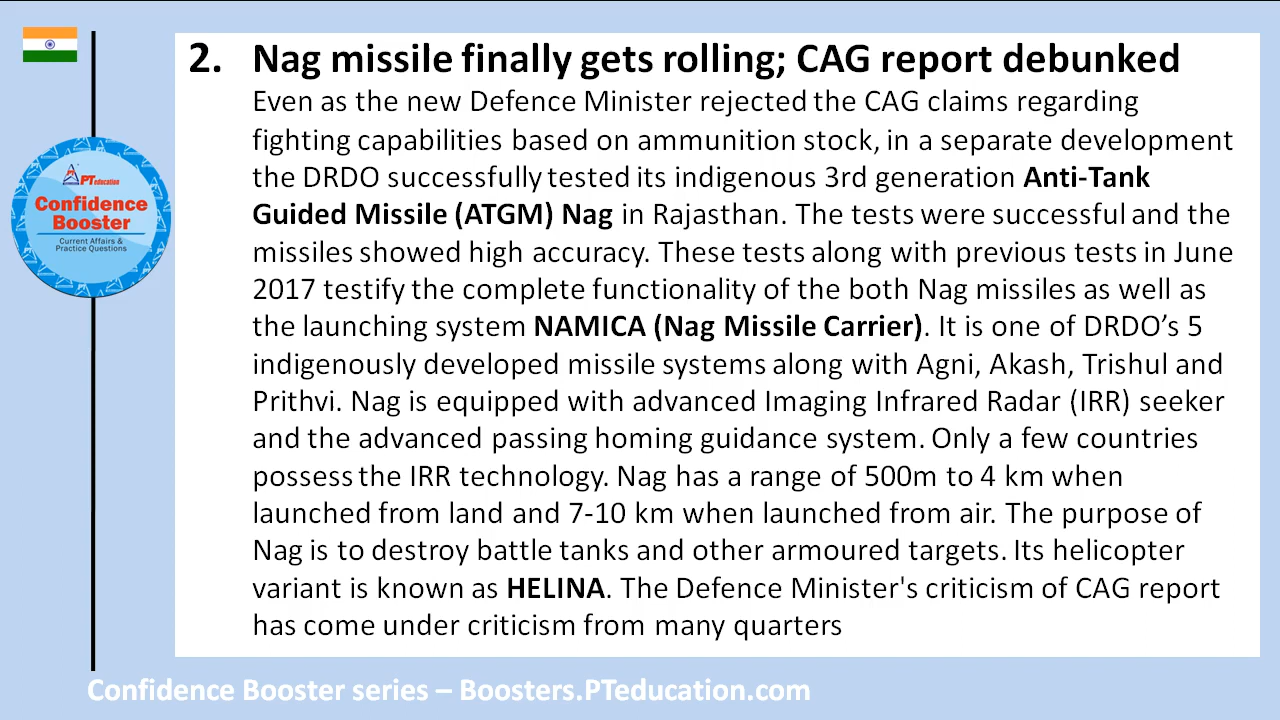 2. Nag missile finally gets rolling; CAG report debunked
Even as the new Defence Minister rejected the CAG claims regarding
fighting capabilities based on ammunition stock, in a separate development
the DRDO successfully tested its indigenous 3rd generation Anti-Tank
Guided Missile (ATGM) Nag in Rajasthan. The tests were successful and the
missiles showed high accuracy. These tests along with previous tests in June
2017 testify the complete functionality of the both Nag missiles as well as
the launching system NAMICA (Nag Missile Carrier). It is one of DRDO’s 5
indigenously developed missile systems along with Agni, Akash, Trishul and
Prithvi. Nag is equipped with advanced Imaging Infrared Radar (IRR) seeker
and the advanced passing homing guidance system. Only a few countries
possess the IRR technology. Nag has a range of 500m to 4 km when
launched from land and 7-10 km when launched from air. The purpose of
Nag is to destroy battle tanks and other armoured targets. Its helicopter
variant is known as HELINA. The Defence Minister's criticism of CAG report
has come under criticism from many quarters
PTeducation
Confidence
Booster
Current Affairs &
Practice Questions
Confidence Booster series – Boosters.PTeducation.com